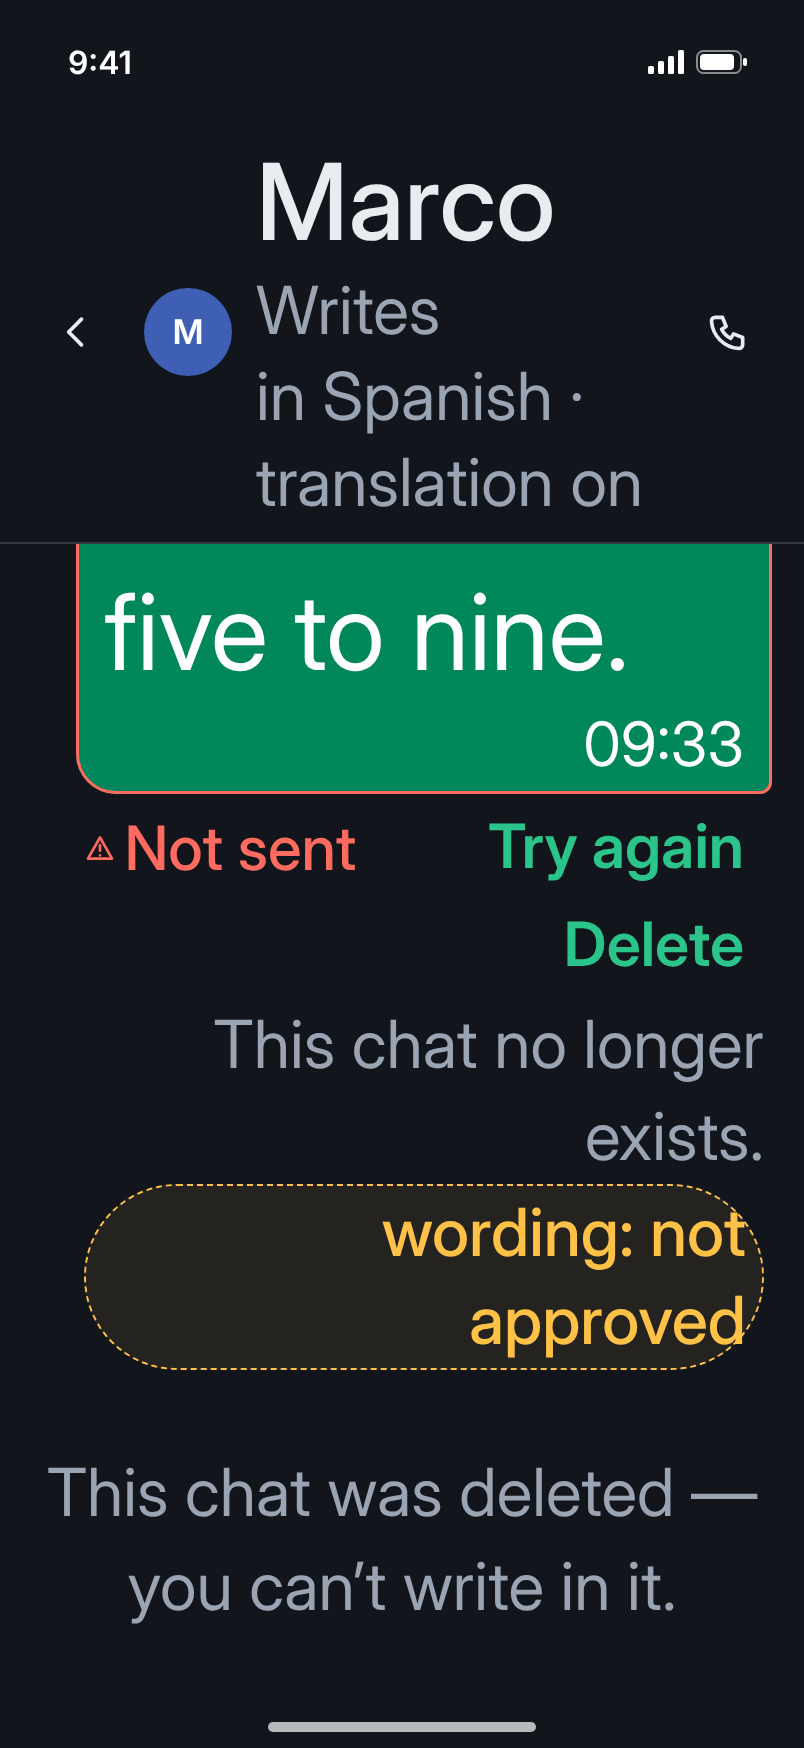 9:41
Marco
M
Writes
in Spanish ·
translation on
five to nine.
09:33
Not sent
Try again
Delete
This chat no longer
exists.
wording: not
approved
This chat was deleted —
you can’t write in it.